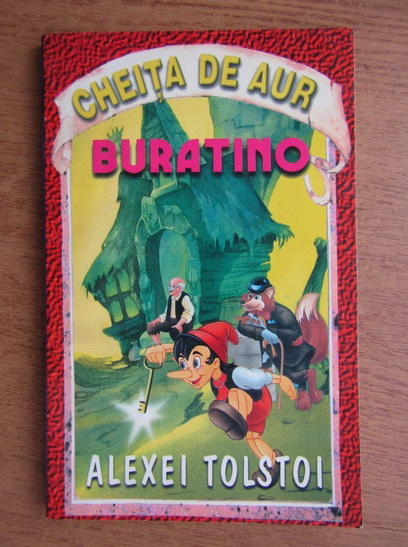 CHEIȚA DE AUR
BURATINO
ALEXEI TOLSTOI